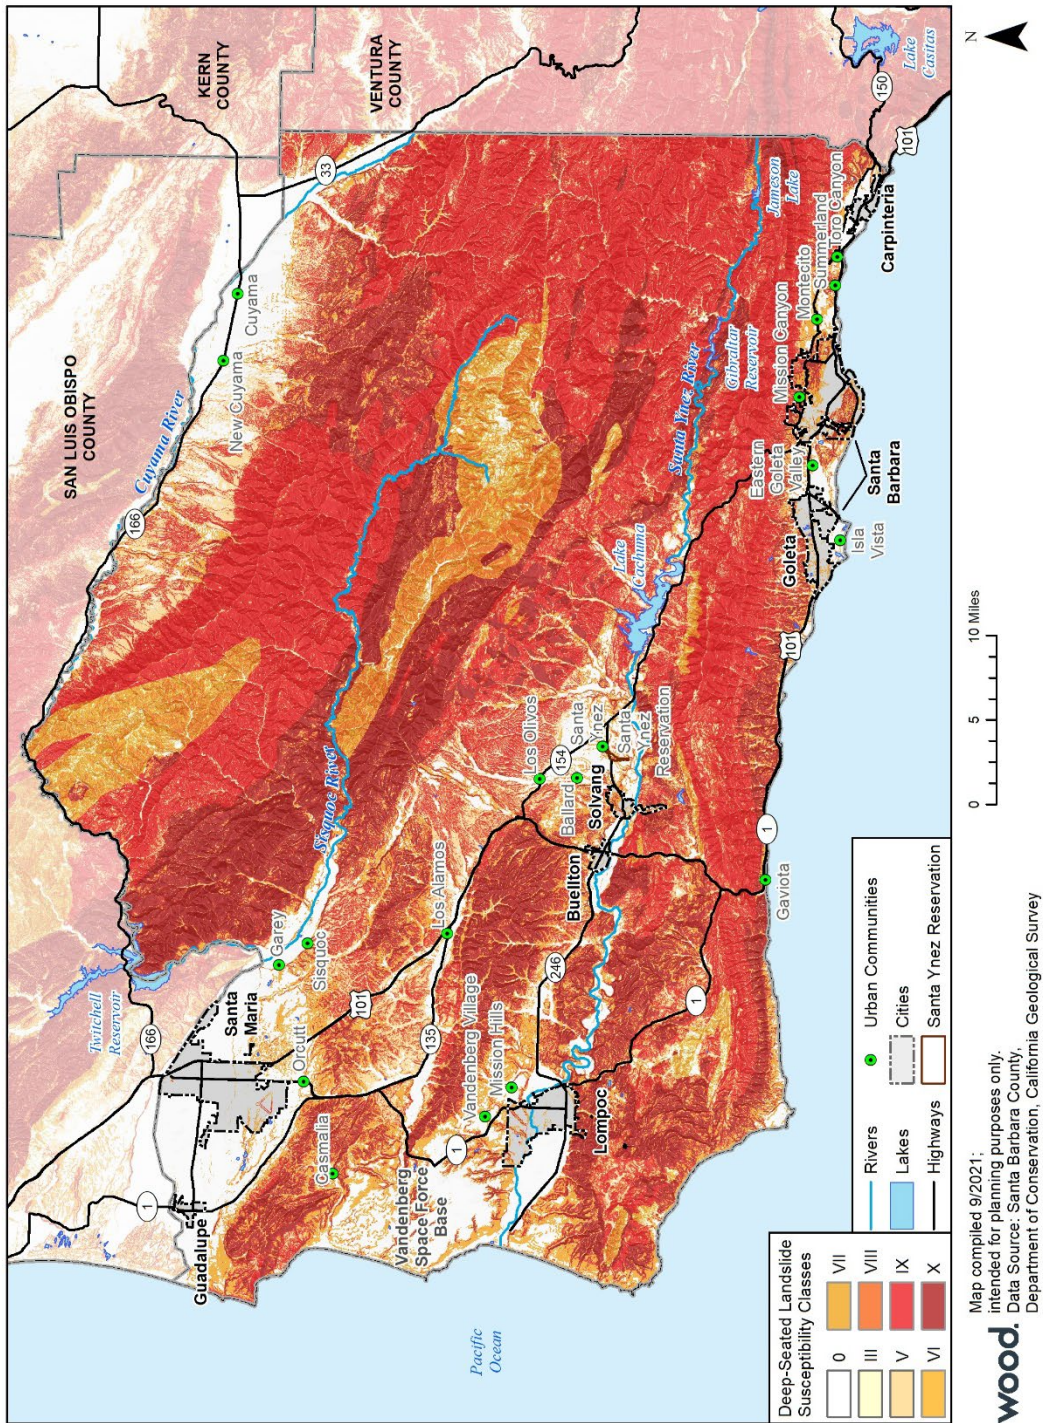 SAN LUIS OBISPO
COUNTY
KERN
COUNTY
VENTURA
COUNTY
Twitchell
Reservoir
166
166
33
150
101
Cuyama River
New Cuyama
Cuyama
Guadalupe
1
Santa
Maria
Orcutt
Garey
Sisquoc
Sisquoc River
Casmalia
101
135
Los Alamos
Vandenberg
Space Force
Base
1
Vandenberg Village
Mission Hills
Lompoc
246
Buellton
Solvang
Ballard
Los Olivos
154
Santa
Ynez
Santa
Ynez
Reservation
Lake
Cachuma
Santa Ynez River
Gibraltar
Reservoir
Jameson
Lake
Lake
Casitas
1
Gaviota
1
101
Goleta
Isla
Vista
Eastern
Goleta
Valley
Santa
Barbara
Mission Canyon
Montecito
Summerland
Toro Canyon
Carpinteria
Pacific
Ocean
Deep-Seated Landslide
Susceptibility Classes
0
III
V
VI
VII
VIII
IX
X
Rivers
Lakes
Highways
Urban Communities
Cities
Santa Ynez Reservation
0 5 10 Miles
N
wood.
Map compiled 9/2021;
intended for planning purposes only.
Data Source: Santa Barbara County,
Department of Conservation, California Geological Survey